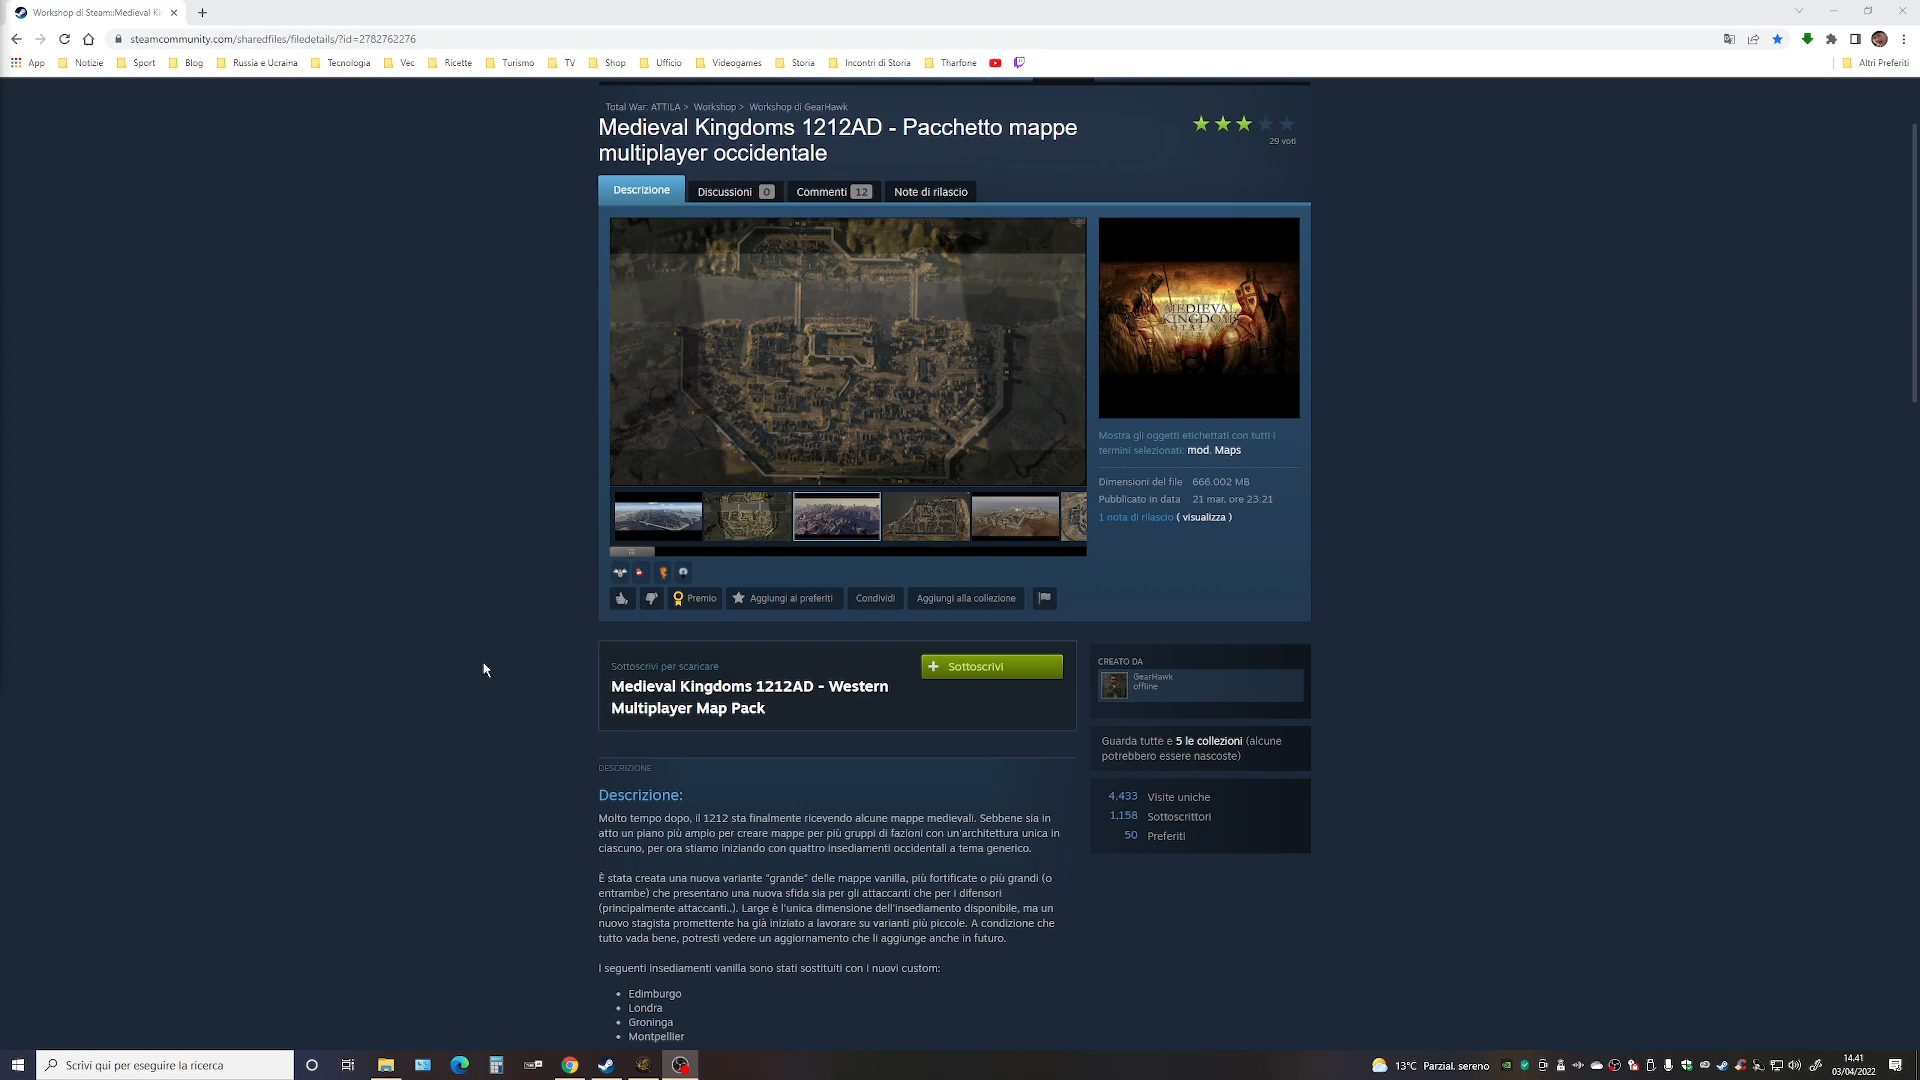 Workshop di Steam::Medieval Ki
steamcommunity.com/sharedfiles/filedetails/?id=2782762276
App Notizie Sport Blog Russia e Ucraina Tecnologia Vec Ricette Turismo TV Shop Ufficio Videogames Storia Incontri di Storia Tharfone Altri Preferiti
Total War: ATTILA > Workshop > Workshop di GearHawk
Medieval Kingdoms 1212AD - Pacchetto mappe
multiplayer occidentale
29 voti
Descrizione Discussioni 0 Commenti 12 Note di rilascio
MEDIEVAL
KINGDOMS
TOTAL WAR
Mostra gli oggetti etichettati con tutti i
termini selezionati: mod, Maps
Dimensioni del file 666.002 MB
Pubblicato in data 21 mar, ore 23:21
1 nota di rilascio ( visualizza )
Premio Aggiungi ai preferiti Condividi Aggiungi alla collezione
Sottoscrivi per scaricare
Medieval Kingdoms 1212AD - Western
Multiplayer Map Pack
Sottoscrivi
CREATO DA
GearHawk
offline
Guarda tutte e 5 le collezioni (alcune
potrebbero essere nascoste)
4,433 Visite uniche
1,158 Sottoscrittori
50 Preferiti
DESCRIZIONE
Descrizione:
Molto tempo dopo, il 1212 sta finalmente ricevendo alcune mappe medievali. Sebbene sia in
atto un piano più ampio per creare mappe per più gruppi di fazioni con un'architettura unica in
ciascuno, per ora stiamo iniziando con quattro insediamenti occidentali a tema generico.
È stata creata una nuova variante "grande" delle mappe vanilla, più fortificate o più grandi (o
entrambe) che presentano una nuova sfida sia per gli attaccanti che per i difensori
(principalmente attaccanti..). Large è l'unica dimensione dell'insediamento disponibile, ma un
nuovo stagista promettente ha già iniziato a lavorare su varianti più piccole. A condizione che
tutto vada bene, potresti vedere un aggiornamento che li aggiunge anche in futuro.
I seguenti insediamenti vanilla sono stati sostituiti con i nuovi custom:
• Edimburgo
• Londra
• Groninga
• Montpellier
Scrivi qui per eseguire la ricerca
13°C Parzial. sereno
14.41
03/04/2022